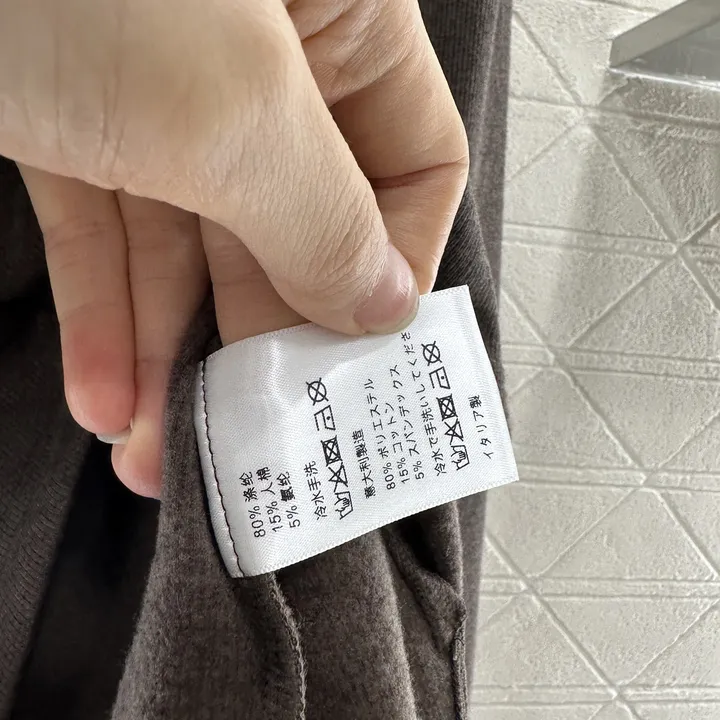 80% 涤纶
15% 人棉
5% 氨纶
冷水手洗
意大利製造
80% ポリエステル
15% コットン
5% スパンデックス
冷水で手洗いしてくださ
イタリア製